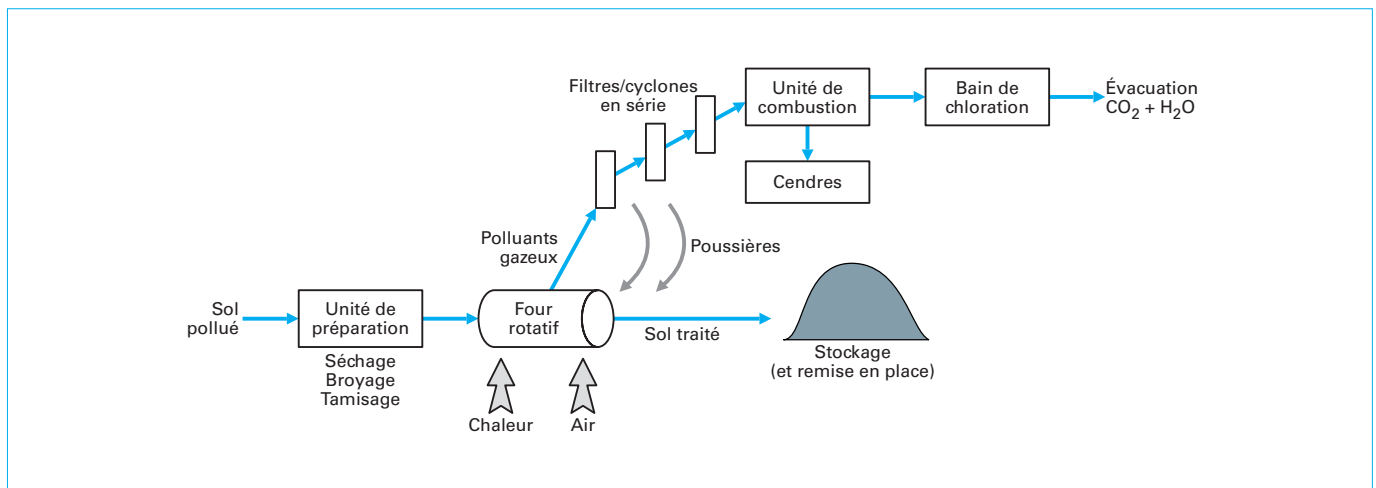 Filtres/cyclones
en série
Unité de
combustion
Bain de
chloration
Évacuation
CO₂ + H₂O
Cendres
Polluants
gazeux
Poussières
Sol
pollué
Unité de
préparation
Séchage
Broyage
Tamisage
Four
rotatif
Chaleur
Air
Sol traité
Stockage
(et remise en place)